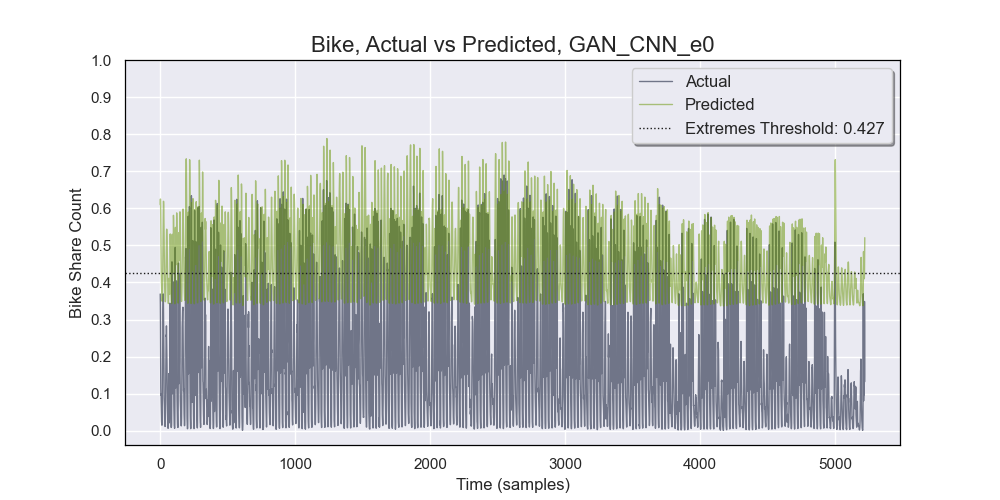 Bike, Actual vs Predicted, GAN_CNN_e0
Actual
Predicted
Extremes Threshold: 0.427
Bike Share Count
1.0
0.9
0.8
0.7
0.6
0.5
0.4
0.3
0.2
0.1
0.0
0 1000 2000 3000 4000 5000
Time (samples)